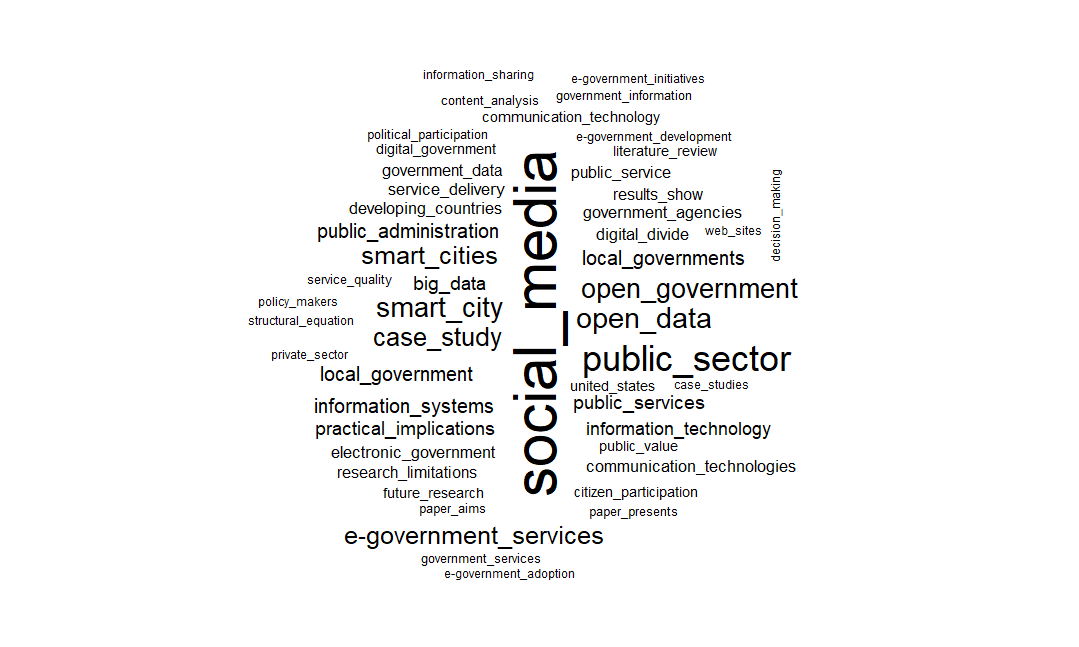 information_sharing
e-government_initiatives
content_analysis
government_information
communication_technology
political_participation
e-government_development
digital_government
literature_review
government_data
public_service
service_delivery
results_show
developing_countries
government_agencies
decision_making
public_administration
digital_divide
web_sites
smart_cities
local_governments
social_media
service_quality
big_data
open_government
policy_makers
smart_city
open_data
structural_equation
case_study
public_sector
private_sector
local_government
united_states
case_studies
information_systems
public_services
practical_implications
information_technology
electronic_government
public_value
research_limitations
communication_technologies
future_research
citizen_participation
paper_aims
paper_presents
e-government_services
government_services
e-government_adoption